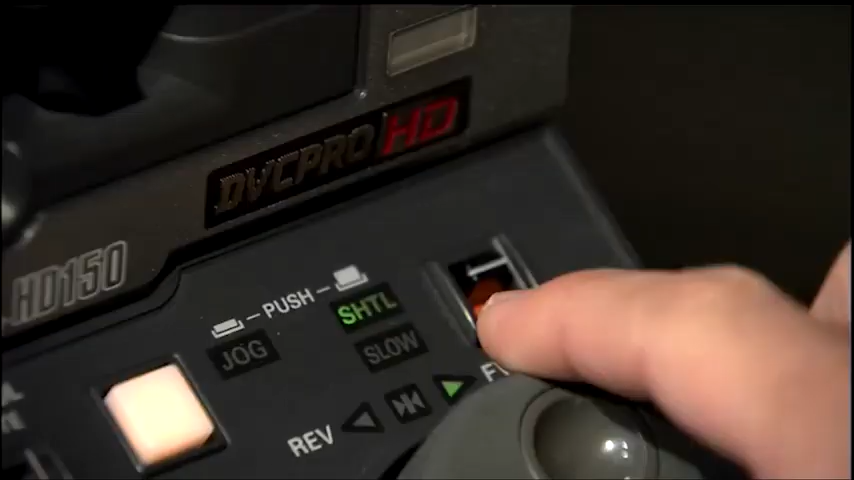 DVCPRO HD
HD150
PUSH
SHTL
JOG
SLOW
REV